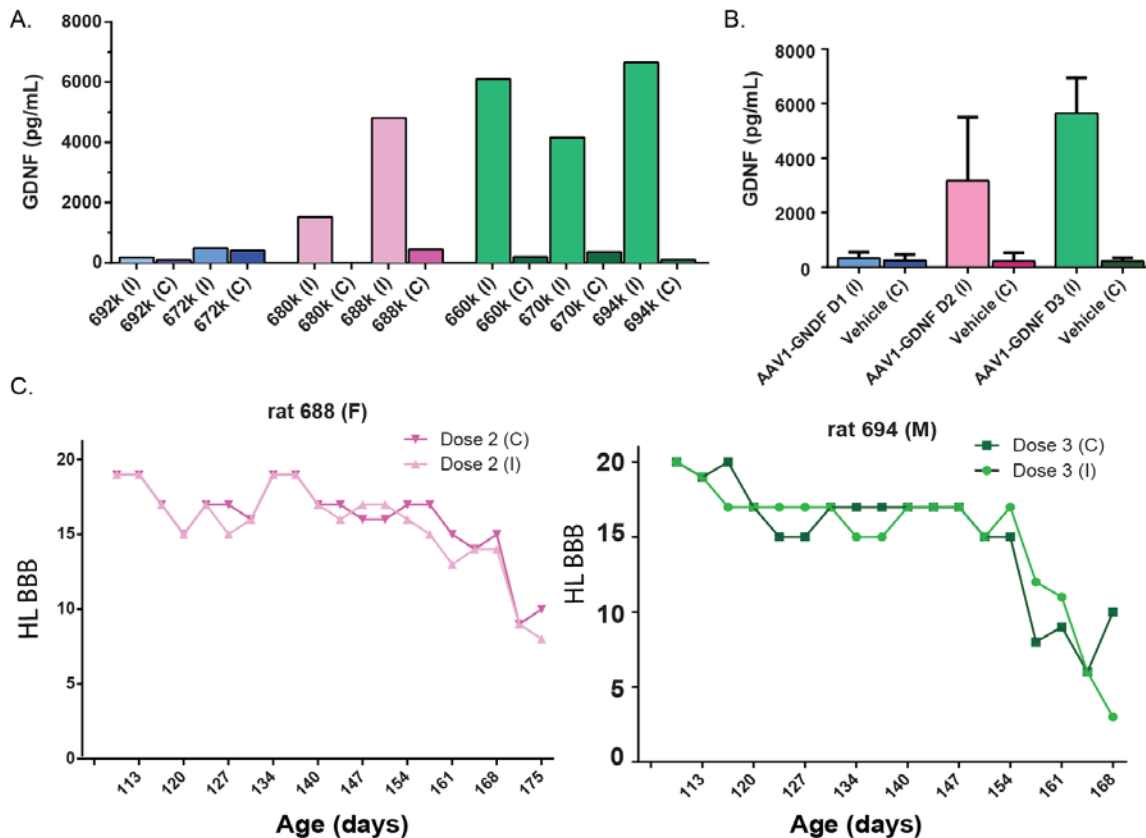 A.
8000
6000
4000
2000
0
GDNF (pg/mL)
692k (I)
692k (C)
672k (I)
672k (C)
680k (I)
680k (C)
688k (I)
688k (C)
660k (I)
660k (C)
670k (I)
670k (C)
694k (I)
694k (C)
B.
8000
6000
4000
2000
0
GDNF (pg/mL)
AAV1-GNDF D1 (I)
Vehicle (C)
AAV1-GDNF D2 (I)
Vehicle (C)
AAV1-GDNF D3 (I)
Vehicle (C)
C.
rat 688 (F)
Dose 2 (C)
Dose 2 (I)
20
15
10
5
0
HL BBB
113
120
127
134
140
147
154
161
168
175
Age (days)
rat 694 (M)
Dose 3 (C)
Dose 3 (I)
20
15
10
5
0
HL BBB
113
120
127
134
140
147
154
161
168
Age (days)